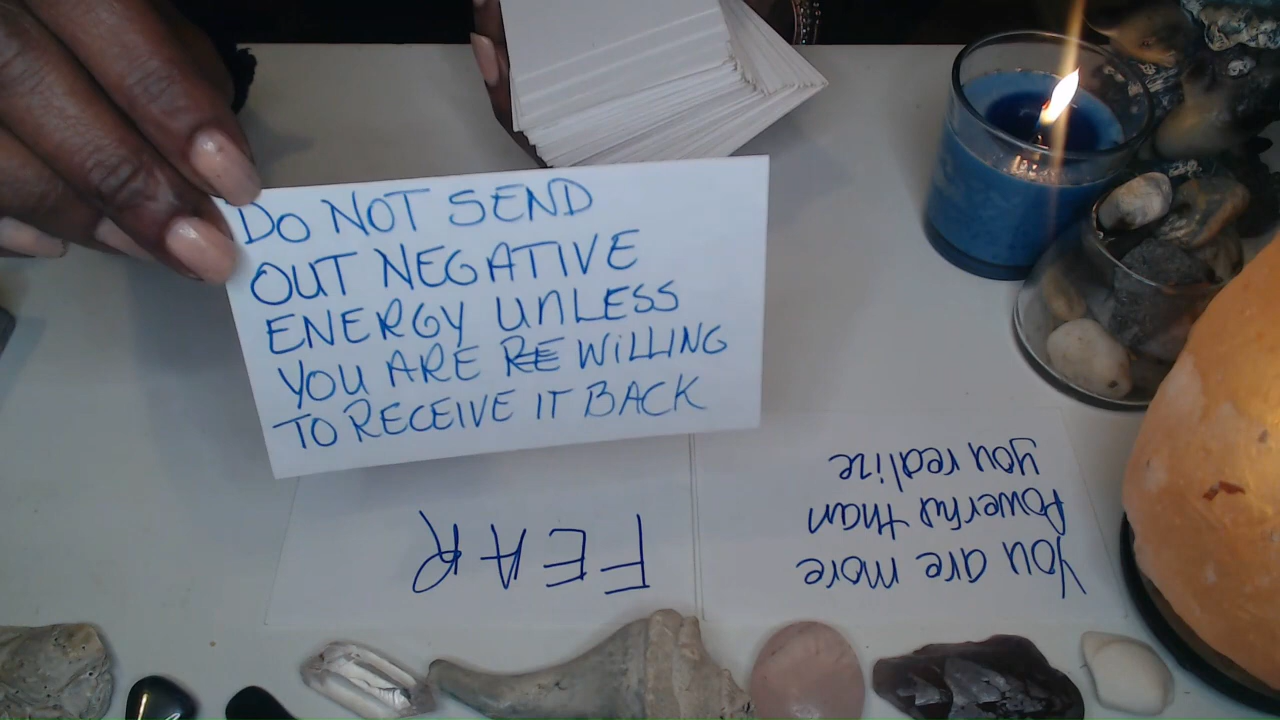 DO NOT SEND
OUT NEGATIVE
ENERGY UNLESS
YOU ARE RE WILLING
TO RECEIVE IT BACK
FEAR
You are more
Powerful than
you realize